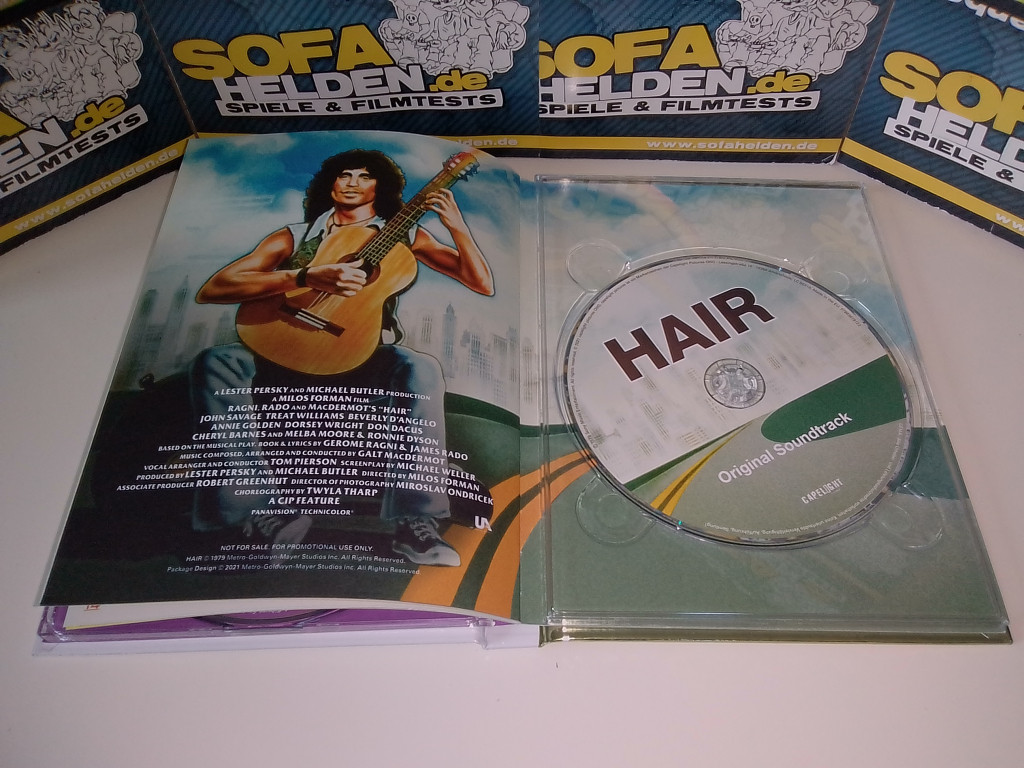 SOFA
HELDEN.de
SPIELE & FILMTESTS
SOFA
HELDEN.de
SPIELE & FILMTESTS
www.sofahelden.de
DEN.de
FILMTESTS
www.sofahelden.de
SOF
HELD
SPIELE &
A LESTER PERSKY AND MICHAEL BUTLER PRODUCTION
A MILOS FORMAN FILM
RAGNI, RADO AND MACDERMOT'S "HAIR"
JOHN SAVAGE TREAT WILLIAMS BEVERLY D'ANGELO
ANNIE GOLDEN DORSEY WRIGHT DON DACUS
CHERYL BARNES AND MELBA MOORE & RONNIE DYSON
BASED ON THE MUSICAL PLAY, BOOK & LYRICS BY GEROME RAGNI & JAMES RADO
MUSIC COMPOSED, ARRANGED AND CONDUCTED BY GALT MACDERMOT
VOCAL ARRANGER AND CONDUCTOR TOM PIERSON SCREENPLAY BY MICHAEL WELLER
PRODUCED BY LESTER PERSKY AND MICHAEL BUTLER DIRECTED BY MILOS FORMAN
ASSOCIATE PRODUCER ROBERT GREENHUT DIRECTOR OF PHOTOGRAPHY MIROSLAV ONDRICEK
CHOREOGRAPHY BY TWYLA THARP
A CIP FEATURE
PANAVISION® TECHNICOLOR®
UA
NOT FOR SALE. FOR PROMOTIONAL USE ONLY.
HAIR © 1979 Metro-Goldwyn-Mayer Studios Inc. All Rights Reserved.
Package Design © 2021 Metro-Goldwyn-Mayer Studios Inc. All Rights Reserved.
HAIR
Original Soundtrack
CAPELIGHT